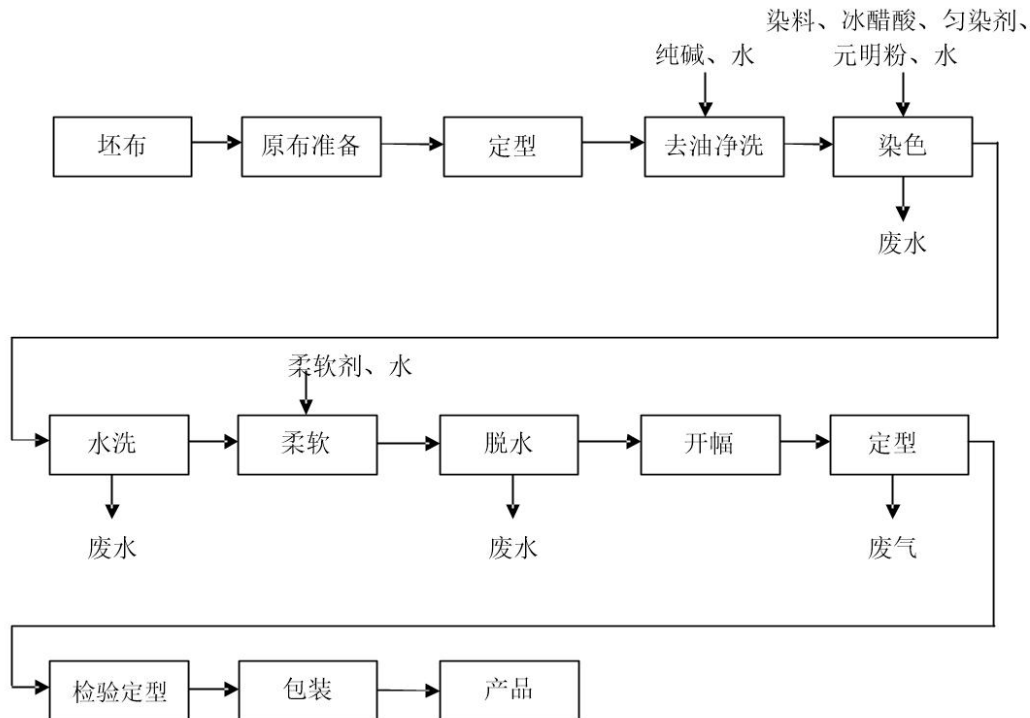 染料、冰醋酸、匀染剂、
纯碱、水
元明粉、水
坯布
原布准备
定型
去油净洗
染色
废水
柔软剂、水
水洗
柔软
脱水
开幅
定型
废水
废水
废气
检验定型
包装
产品